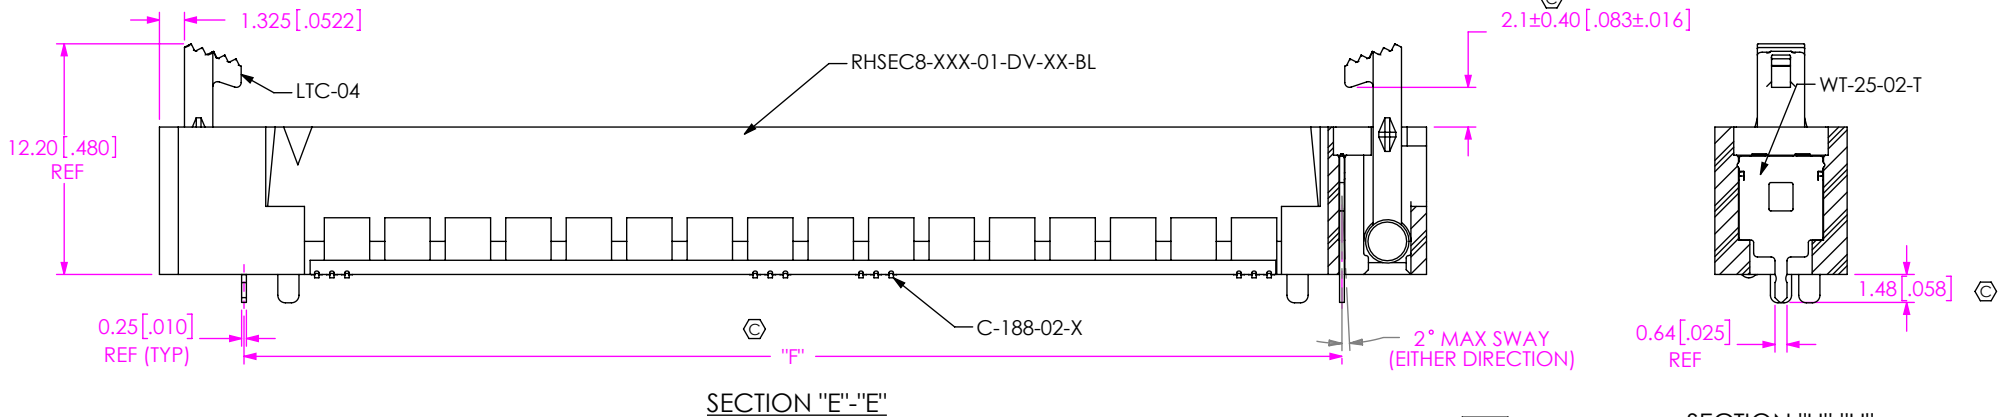 1.325 [.0522]
2.1±0.40 [.083±.016]
C
RHSEC8-XXX-01-DV-XX-BL
LTC-04
WT-25-02-T
12.20 [.480]
REF
1.48 [.058]
C
0.25 [.010]
REF (TYP)
C
C-188-02-X
"F"
2° MAX SWAY
(EITHER DIRECTION)
0.64 [.025]
REF
SECTION "E"-"E"
SECTION